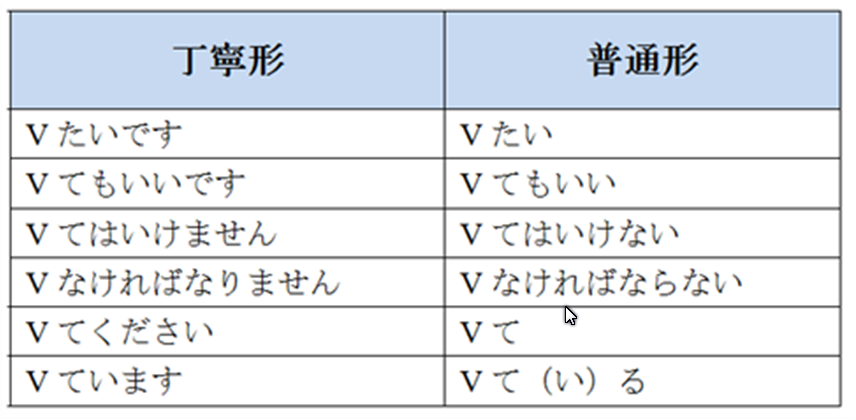 丁寧形 普通形
V たいです V たい
V てもいいです V てもいい
V てはいけません V てはいけない
V なければなりません V なければならない
V てください V て
V ています V て（い）る